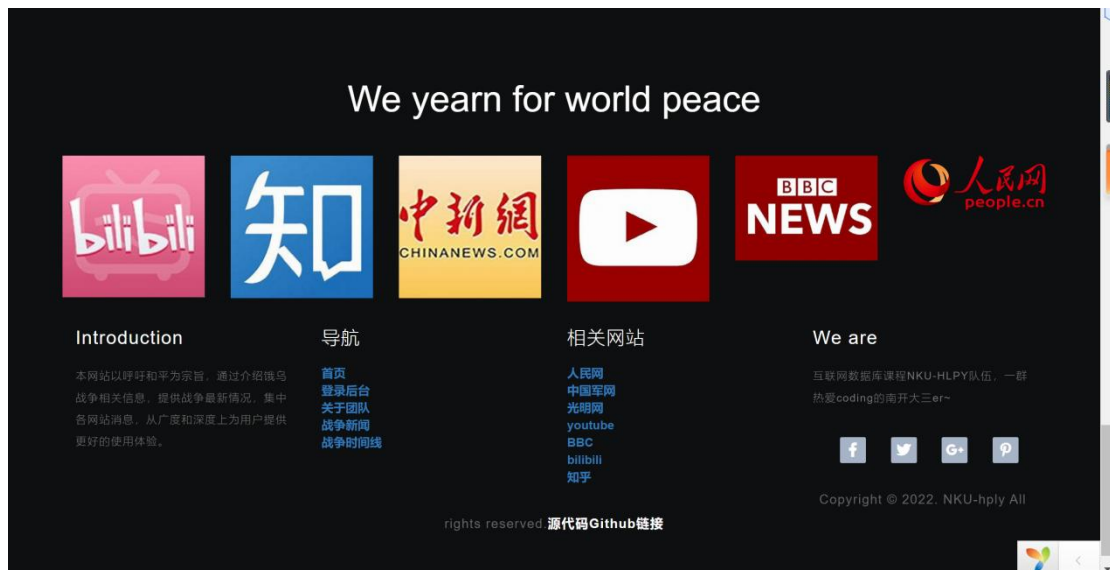 We yearn for world peace
bilibili
知
中新網
CHINANEWS.COM
BBC
NEWS
人民网
people.cn
Introduction
本网站以呼吁和平为宗旨，通过介绍俄乌
战争相关信息，提供战争最新情况，集中
各网站消息，从广度和深度上为用户提供
更好的使用体验。
导航
首页
登录后台
关于团队
战争新闻
战争时间线
相关网站
人民网
中国军网
光明网
youtube
BBC
bilibili
知乎
We are
互联网数据库课程NKU-HLPY队伍，一群
热爱coding的南开大三er~
f
G+
Copyright © 2022. NKU-hply All
rights reserved.源代码Github链接